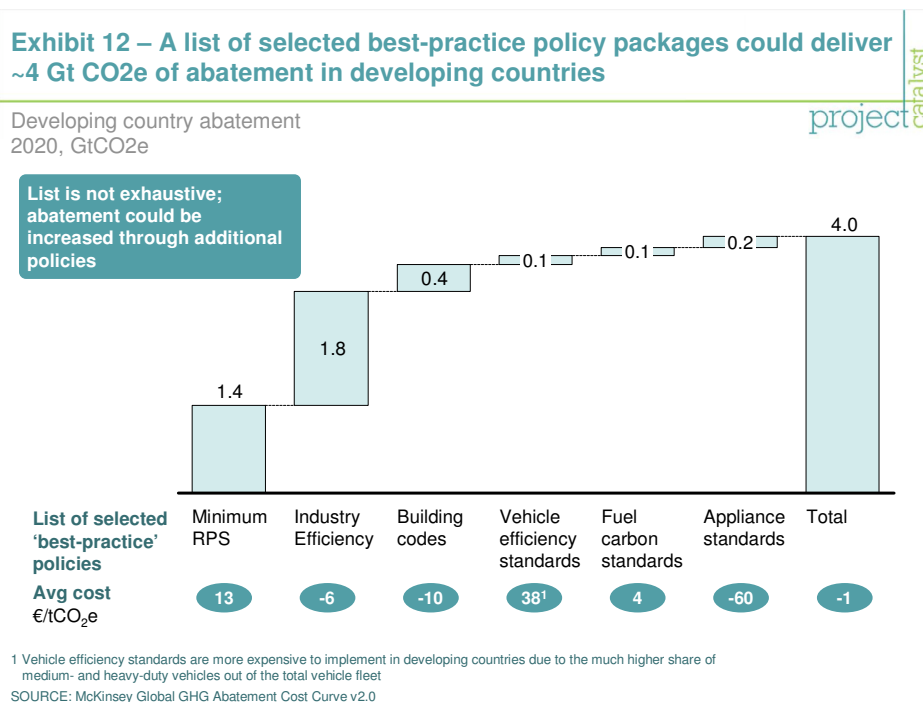 Exhibit 12 – A list of selected best-practice policy packages could deliver
~4 Gt CO2e of abatement in developing countries
project catalyst
Developing country abatement
2020, GtCO2e
List is not exhaustive;
abatement could be
increased through additional
policies
1.4
1.8
0.4
0.1
0.1
0.2
4.0
List of selected
‘best-practice’
policies
Minimum
RPS
Industry
Efficiency
Building
codes
Vehicle
efficiency
standards
Fuel
carbon
standards
Appliance
standards
Total
Avg cost
€/tCO₂e
13
-6
-10
38¹
4
-60
-1
1 Vehicle efficiency standards are more expensive to implement in developing countries due to the much higher share of
medium- and heavy-duty vehicles out of the total vehicle fleet
SOURCE: McKinsey Global GHG Abatement Cost Curve v2.0